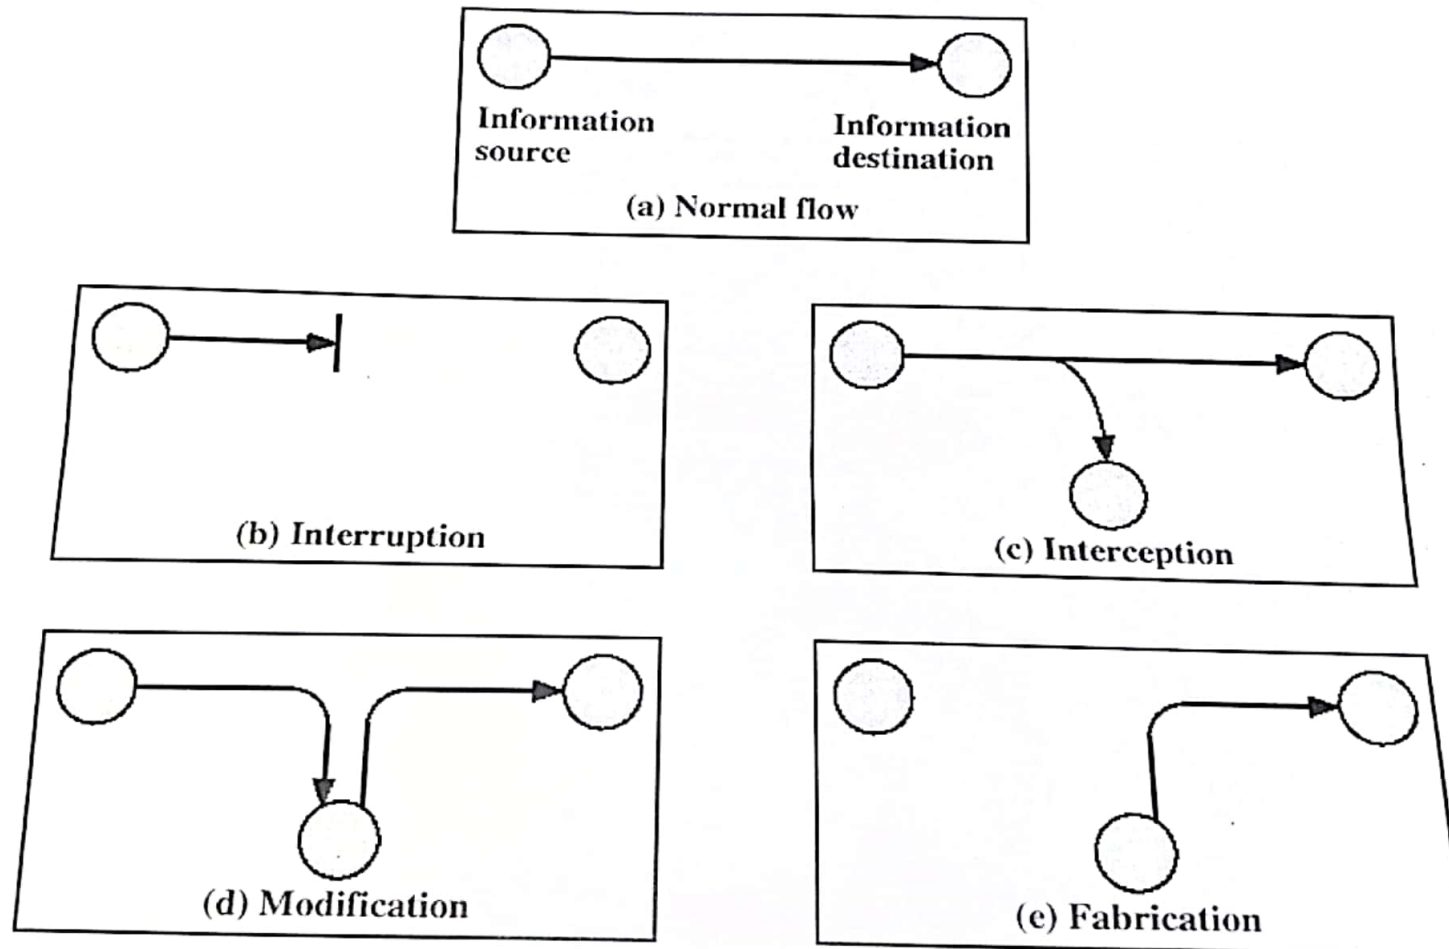 Information
source
Information
destination
(a) Normal flow
(b) Interruption
(c) Interception
(d) Modification
(e) Fabrication